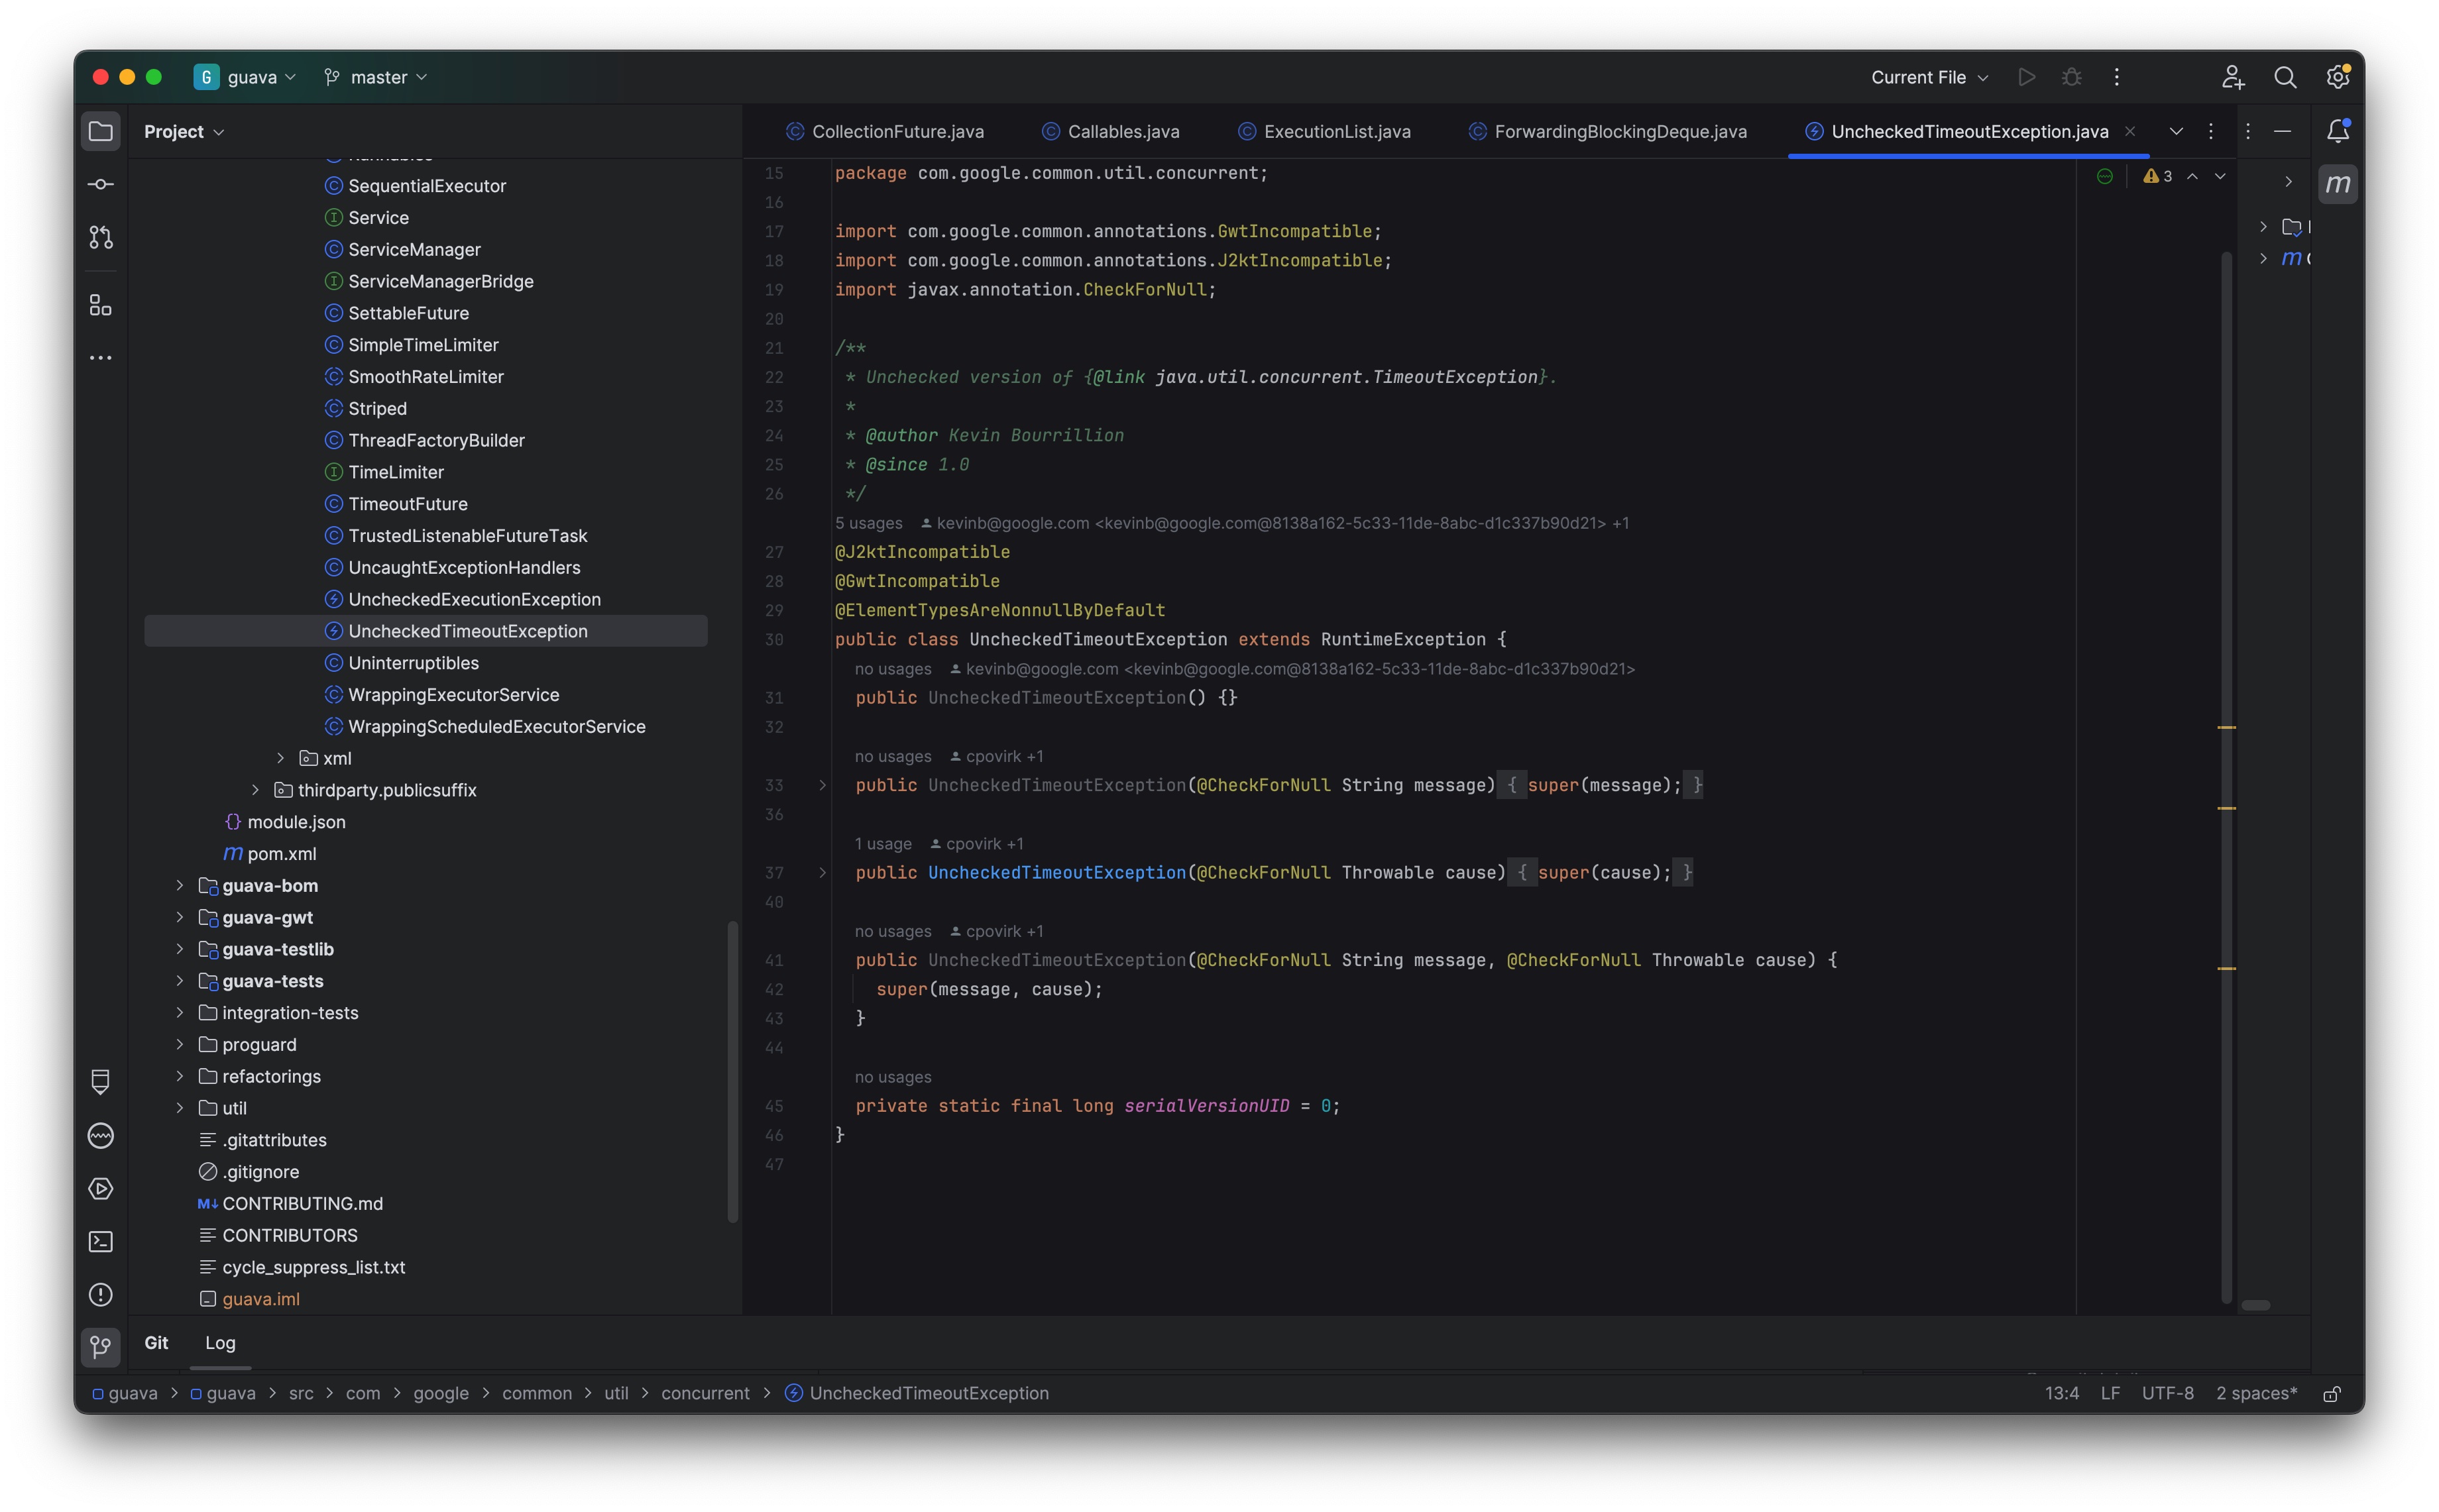 G guava master Current File
Project
CollectionFuture.java Callables.java ExecutionList.java ForwardingBlockingDeque.java UncheckedTimeoutException.java
SequentialExecutor
Service
ServiceManager
ServiceManagerBridge
SettableFuture
SimpleTimeLimiter
SmoothRateLimiter
Striped
ThreadFactoryBuilder
TimeLimiter
TimeoutFuture
TrustedListenableFutureTask
UncaughtExceptionHandlers
UncheckedExecutionException
UncheckedTimeoutException
Uninterruptibles
WrappingExecutorService
WrappingScheduledExecutorService
xml
thirdparty.publicsuffix
module.json
pom.xml
guava-bom
guava-gwt
guava-testlib
guava-tests
integration-tests
proguard
refactorings
util
.gitattributes
.gitignore
CONTRIBUTING.md
CONTRIBUTORS
cycle_suppress_list.txt
guava.iml
15 package com.google.common.util.concurrent;
16
17 import com.google.common.annotations.GwtIncompatible;
18 import com.google.common.annotations.J2ktIncompatible;
19 import javax.annotation.CheckForNull;
20
21 /**
22 * Unchecked version of {@link java.util.concurrent.TimeoutException}.
23 *
24 * @author Kevin Bourrillion
25 * @since 1.0
26 */
5 usages kevinb@google.com <kevinb@google.com@8138a162-5c33-11de-8abc-d1c337b90d21> +1
27 @J2ktIncompatible
28 @GwtIncompatible
29 @ElementTypesAreNonnullByDefault
30 public class UncheckedTimeoutException extends RuntimeException {
no usages kevinb@google.com <kevinb@google.com@8138a162-5c33-11de-8abc-d1c337b90d21>
31 public UncheckedTimeoutException() {}
32
no usages cpovirk +1
33 public UncheckedTimeoutException(@CheckForNull String message) { super(message); }
36
1 usage cpovirk +1
37 public UncheckedTimeoutException(@CheckForNull Throwable cause) { super(cause); }
40
no usages cpovirk +1
41 public UncheckedTimeoutException(@CheckForNull String message, @CheckForNull Throwable cause) {
42 super(message, cause);
43 }
44
no usages
45 private static final long serialVersionUID = 0;
46 }
47
3
m
m
Git Log
guava > guava > src > com > google > common > util > concurrent > UncheckedTimeoutException
13:4 LF UTF-8 2 spaces*